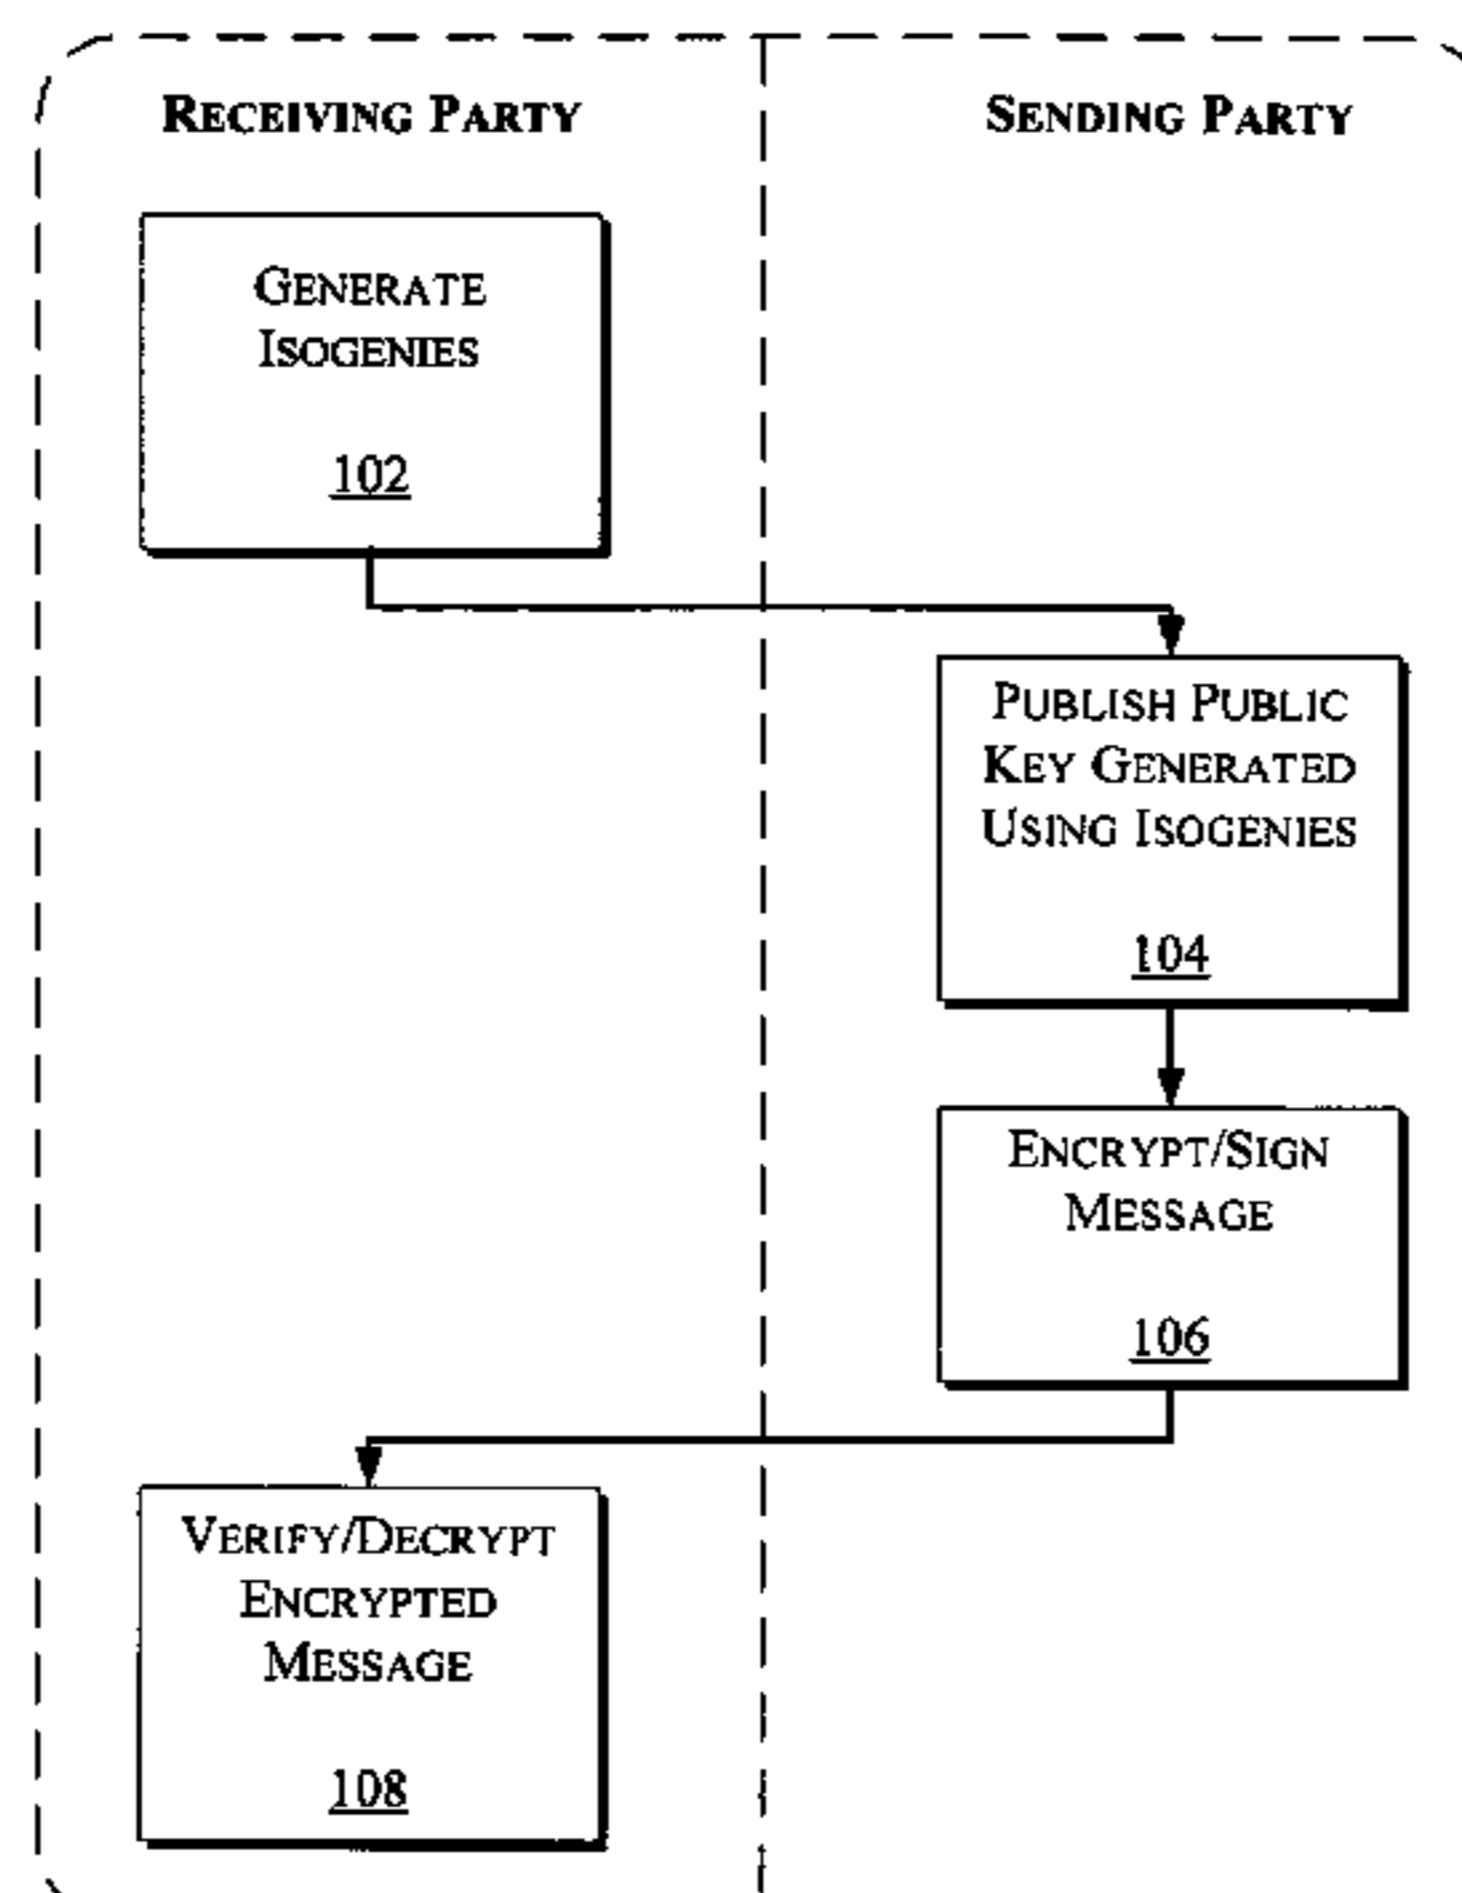 RECEIVING PARTY
SENDING PARTY
GENERATE
ISOGENIES
102
PUBLISH PUBLIC
KEY GENERATED
USING ISOGENIES
104
ENCRYPT/SIGN
MESSAGE
106
VERIFY/DECRYPT
ENCRYPTED
MESSAGE
108